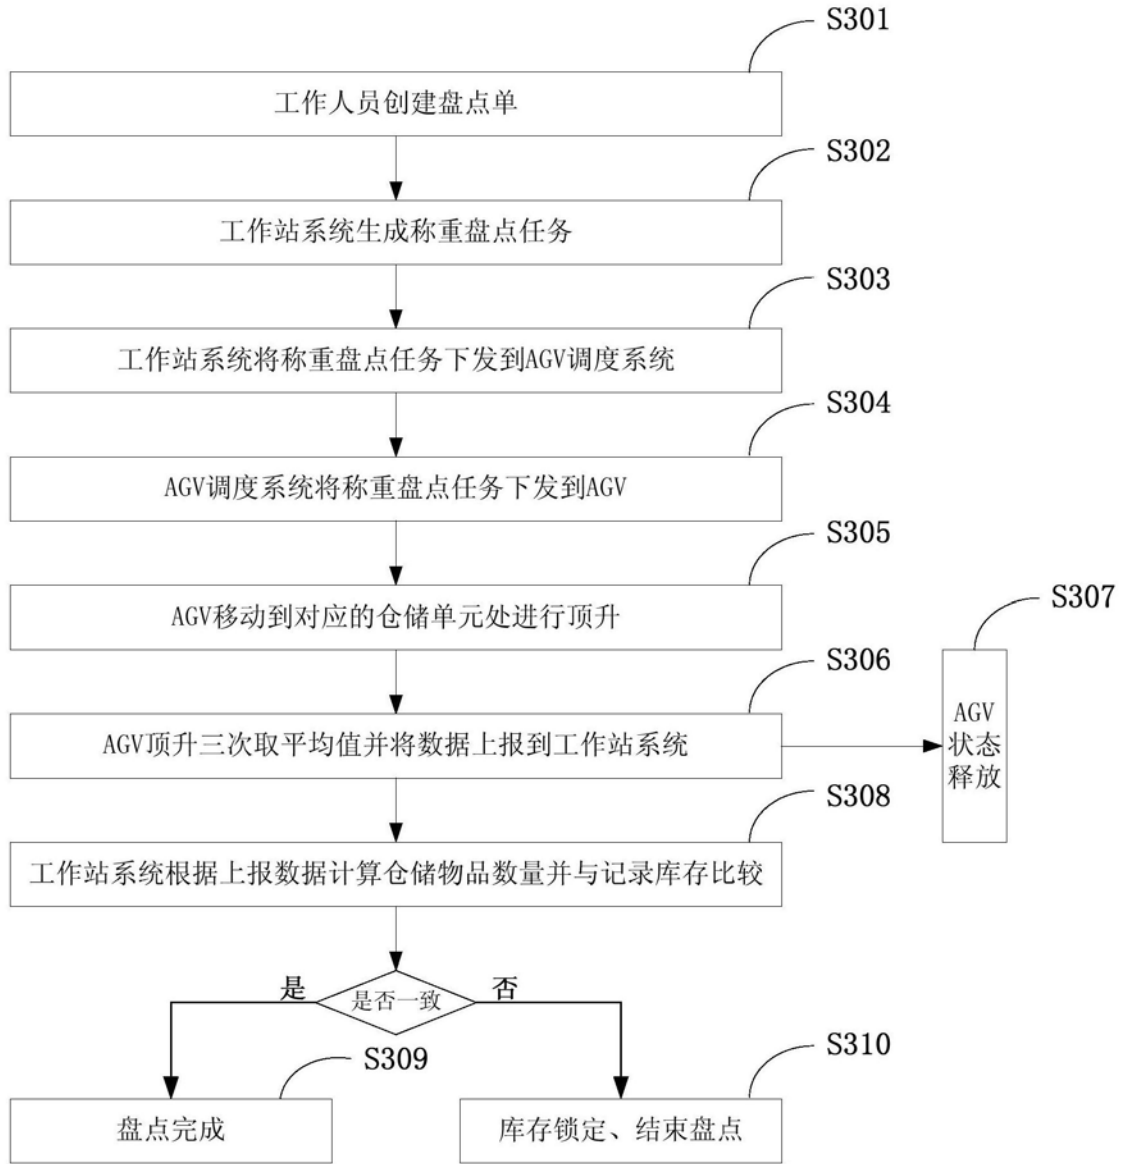 S301
工作人员创建盘点单
S302
工作站系统生成称重盘点任务
S303
工作站系统将称重盘点任务下发到AGV调度系统
S304
AGV调度系统将称重盘点任务下发到AGV
S305
AGV移动到对应的仓储单元处进行顶升
S306
AGV顶升三次取平均值并将数据上报到工作站系统
S307
AGV
状态
释放
S308
工作站系统根据上报数据计算仓储物品数量并与记录库存比较
是否一致
是
否
S309
盘点完成
S310
库存锁定、结束盘点